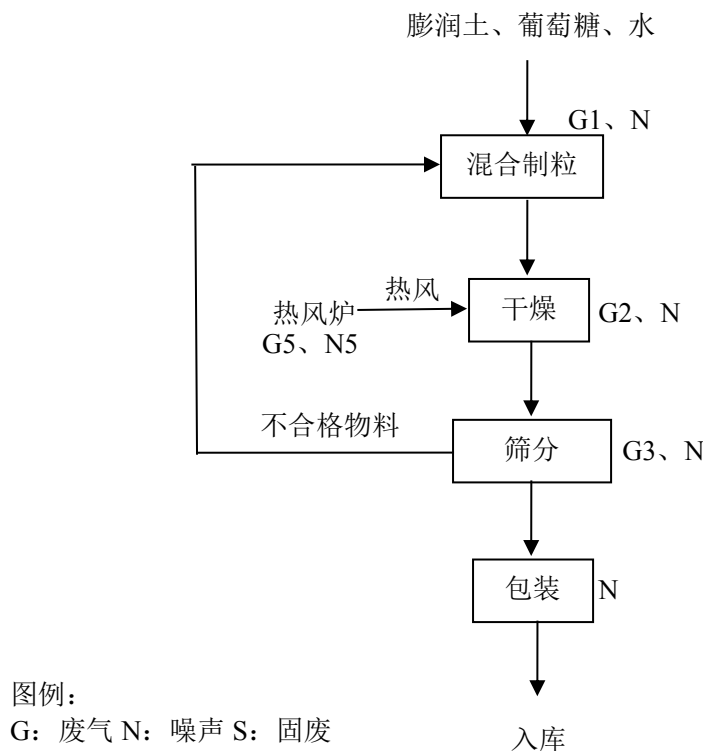 膨润土、葡萄糖、水
G1、N
混合制粒
热风
热风炉
G5、N5
干燥
G2、N
不合格物料
筛分
G3、N
包装
N
图例：
G：废气 N：噪声 S：固废
入库